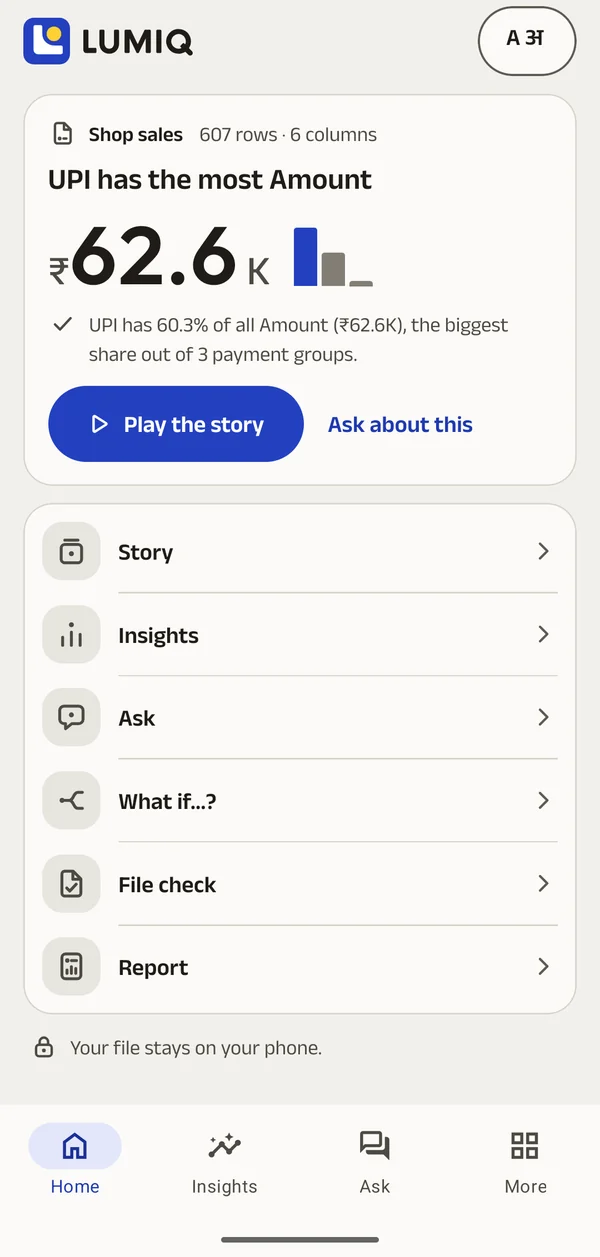 LUMIQ
A अ
Shop sales 607 rows · 6 columns
UPI has the most Amount
₹62.6 K
UPI has 60.3% of all Amount (₹62.6K), the biggest
share out of 3 payment groups.
Play the story Ask about this
Story
Insights
Ask
What if...?
File check
Report
Your file stays on your phone.
Home Insights Ask More